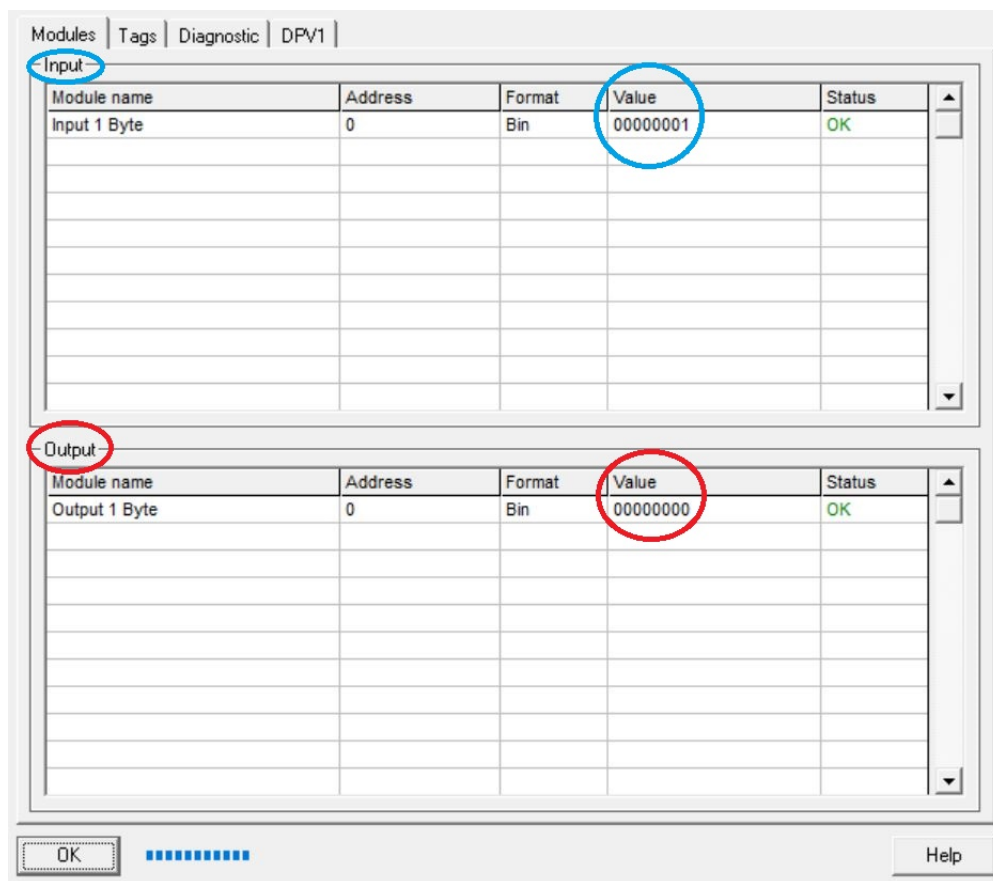 Modules Tags Diagnostic DPV1
Input
Module name Address Format Value Status
Input 1 Byte 0 Bin 00000001 OK
Output
Module name Address Format Value Status
Output 1 Byte 0 Bin 00000000 OK
OK Help